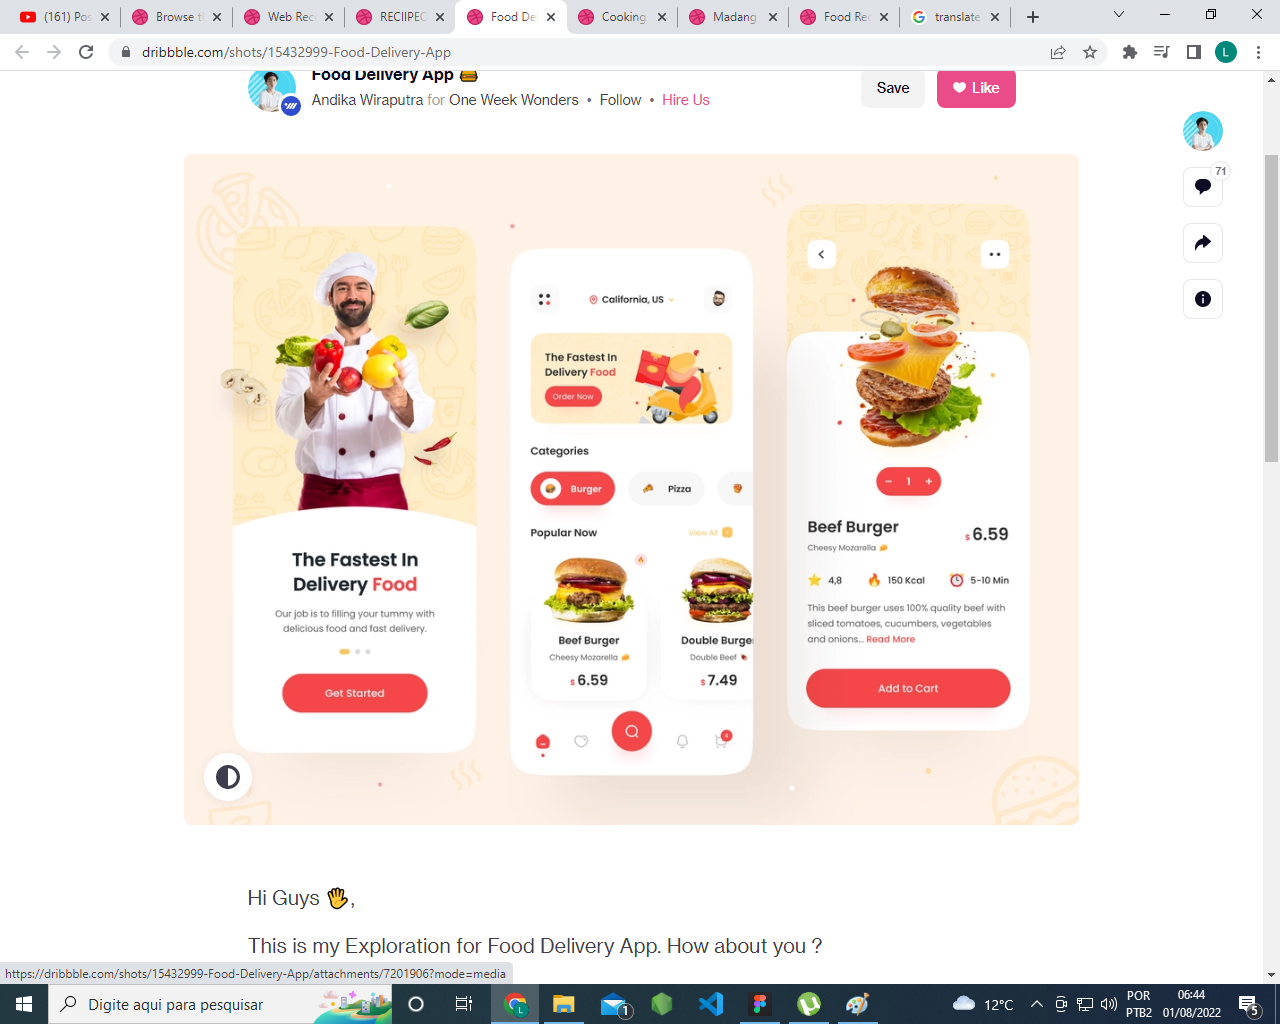 (161) Pos
Browse t
Web Rec
RECIIPEC
Food Del
Cooking
Madang
Food Rec
translate
dribbble.com/shots/15432999-Food-Delivery-App
L
Food Delivery App 🍔
Andika Wiraputra for One Week Wonders • Follow • Hire Us
Save
Like
71
The Fastest In
Delivery Food
Our job is to filling your tummy with
delicious food and fast delivery.
Get Started
California, US
The Fastest In
Delivery Food
Order Now
Categories
Burger
Pizza
Popular Now
View All
Beef Burger
Cheesy Mozarella
$ 6.59
Double Burge
Double Beef
$ 7.49
4
- 1 +
Beef Burger
Cheesy Mozarella
$ 6.59
4,8
150 Kcal
5-10 Min
This beef burger uses 100% quality beef with
sliced tomatoes, cucumbers, vegetables
and onions... Read More
Add to Cart
Hi Guys 🖐,
This is my Exploration for Food Delivery App. How about you ?
https://dribbble.com/shots/15432999-Food-Delivery-App/attachments/7201906?mode=media
Digite aqui para pesquisar
L
1
12°C
POR
PTB2
06:44
01/08/2022
5